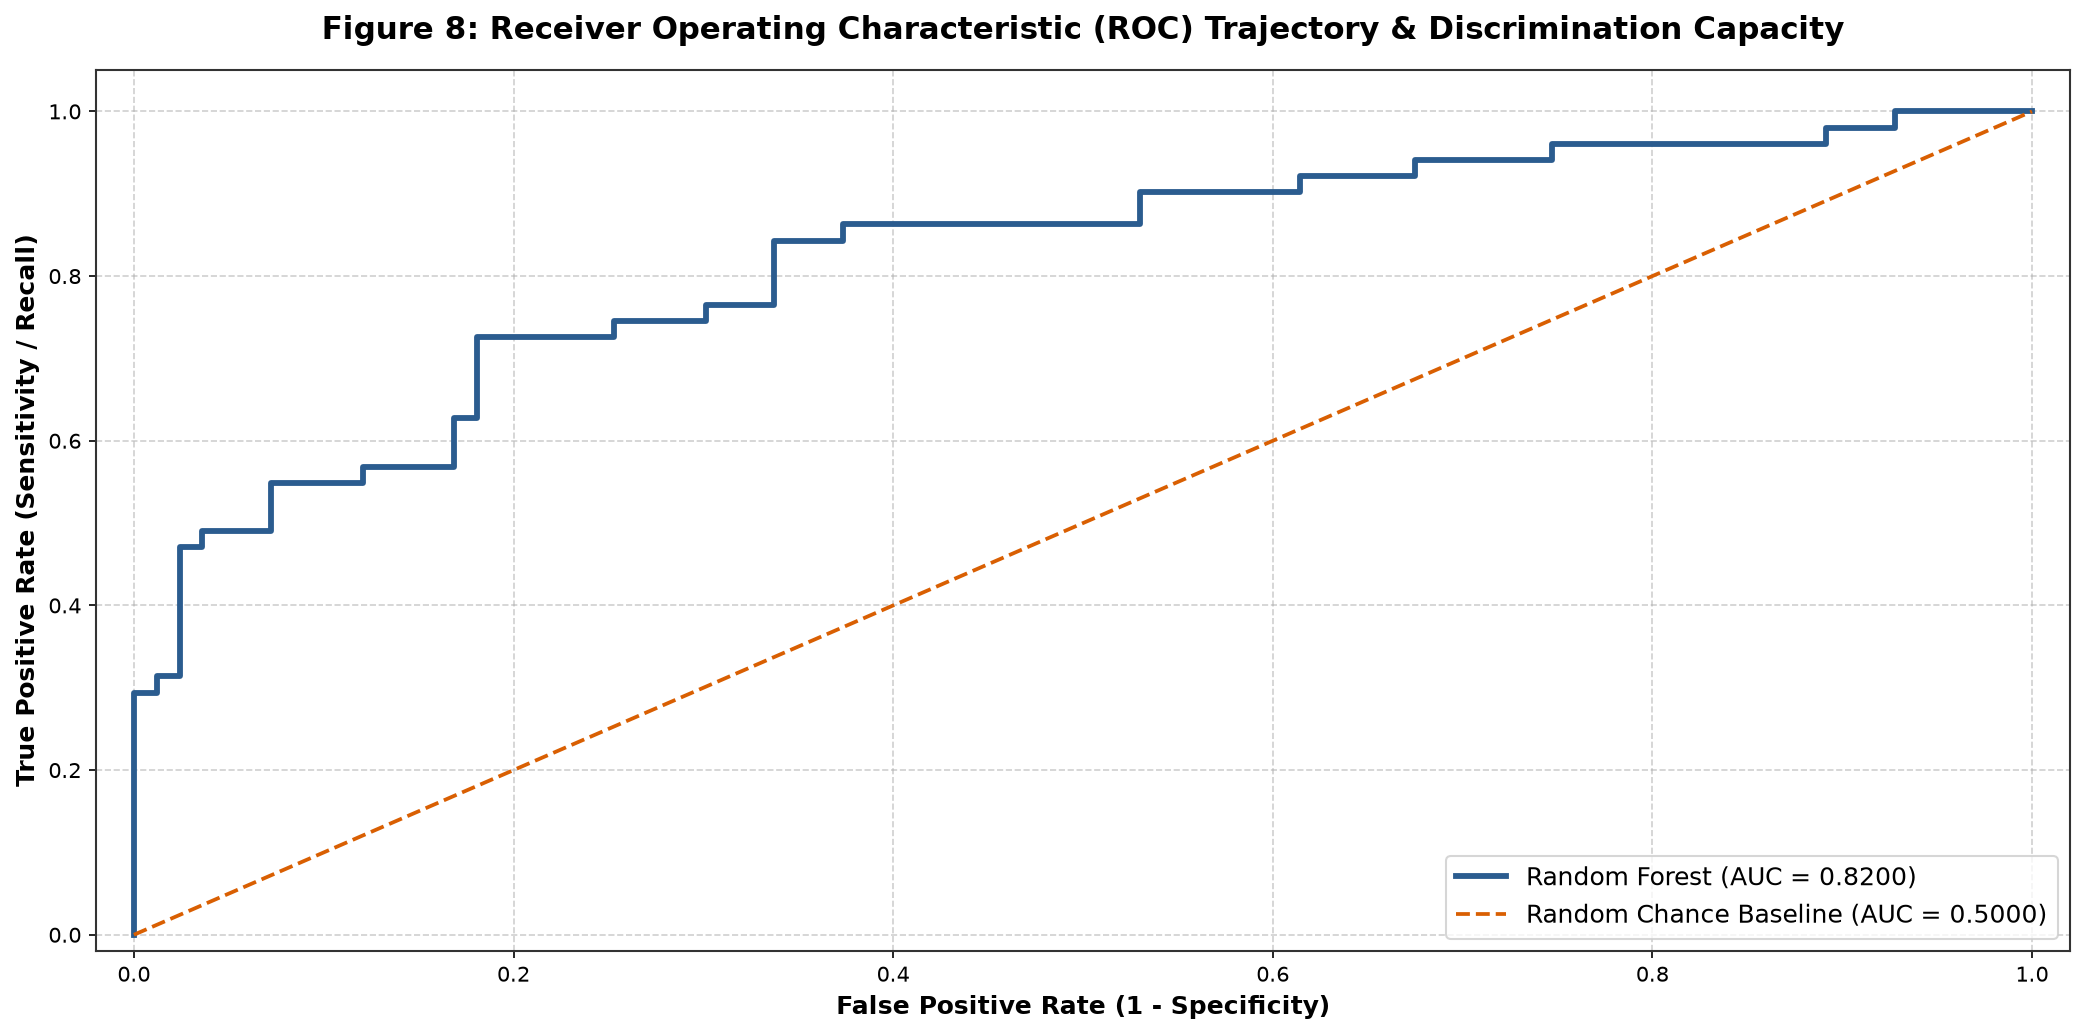 Figure 8: Receiver Operating Characteristic (ROC) Trajectory & Discrimination Capacity
True Positive Rate (Sensitivity / Recall)
1.0
0.8
0.6
0.4
0.2
0.0
0.0 0.2 0.4 0.6 0.8 1.0
False Positive Rate (1 - Specificity)
Random Forest (AUC = 0.8200)
Random Chance Baseline (AUC = 0.5000)